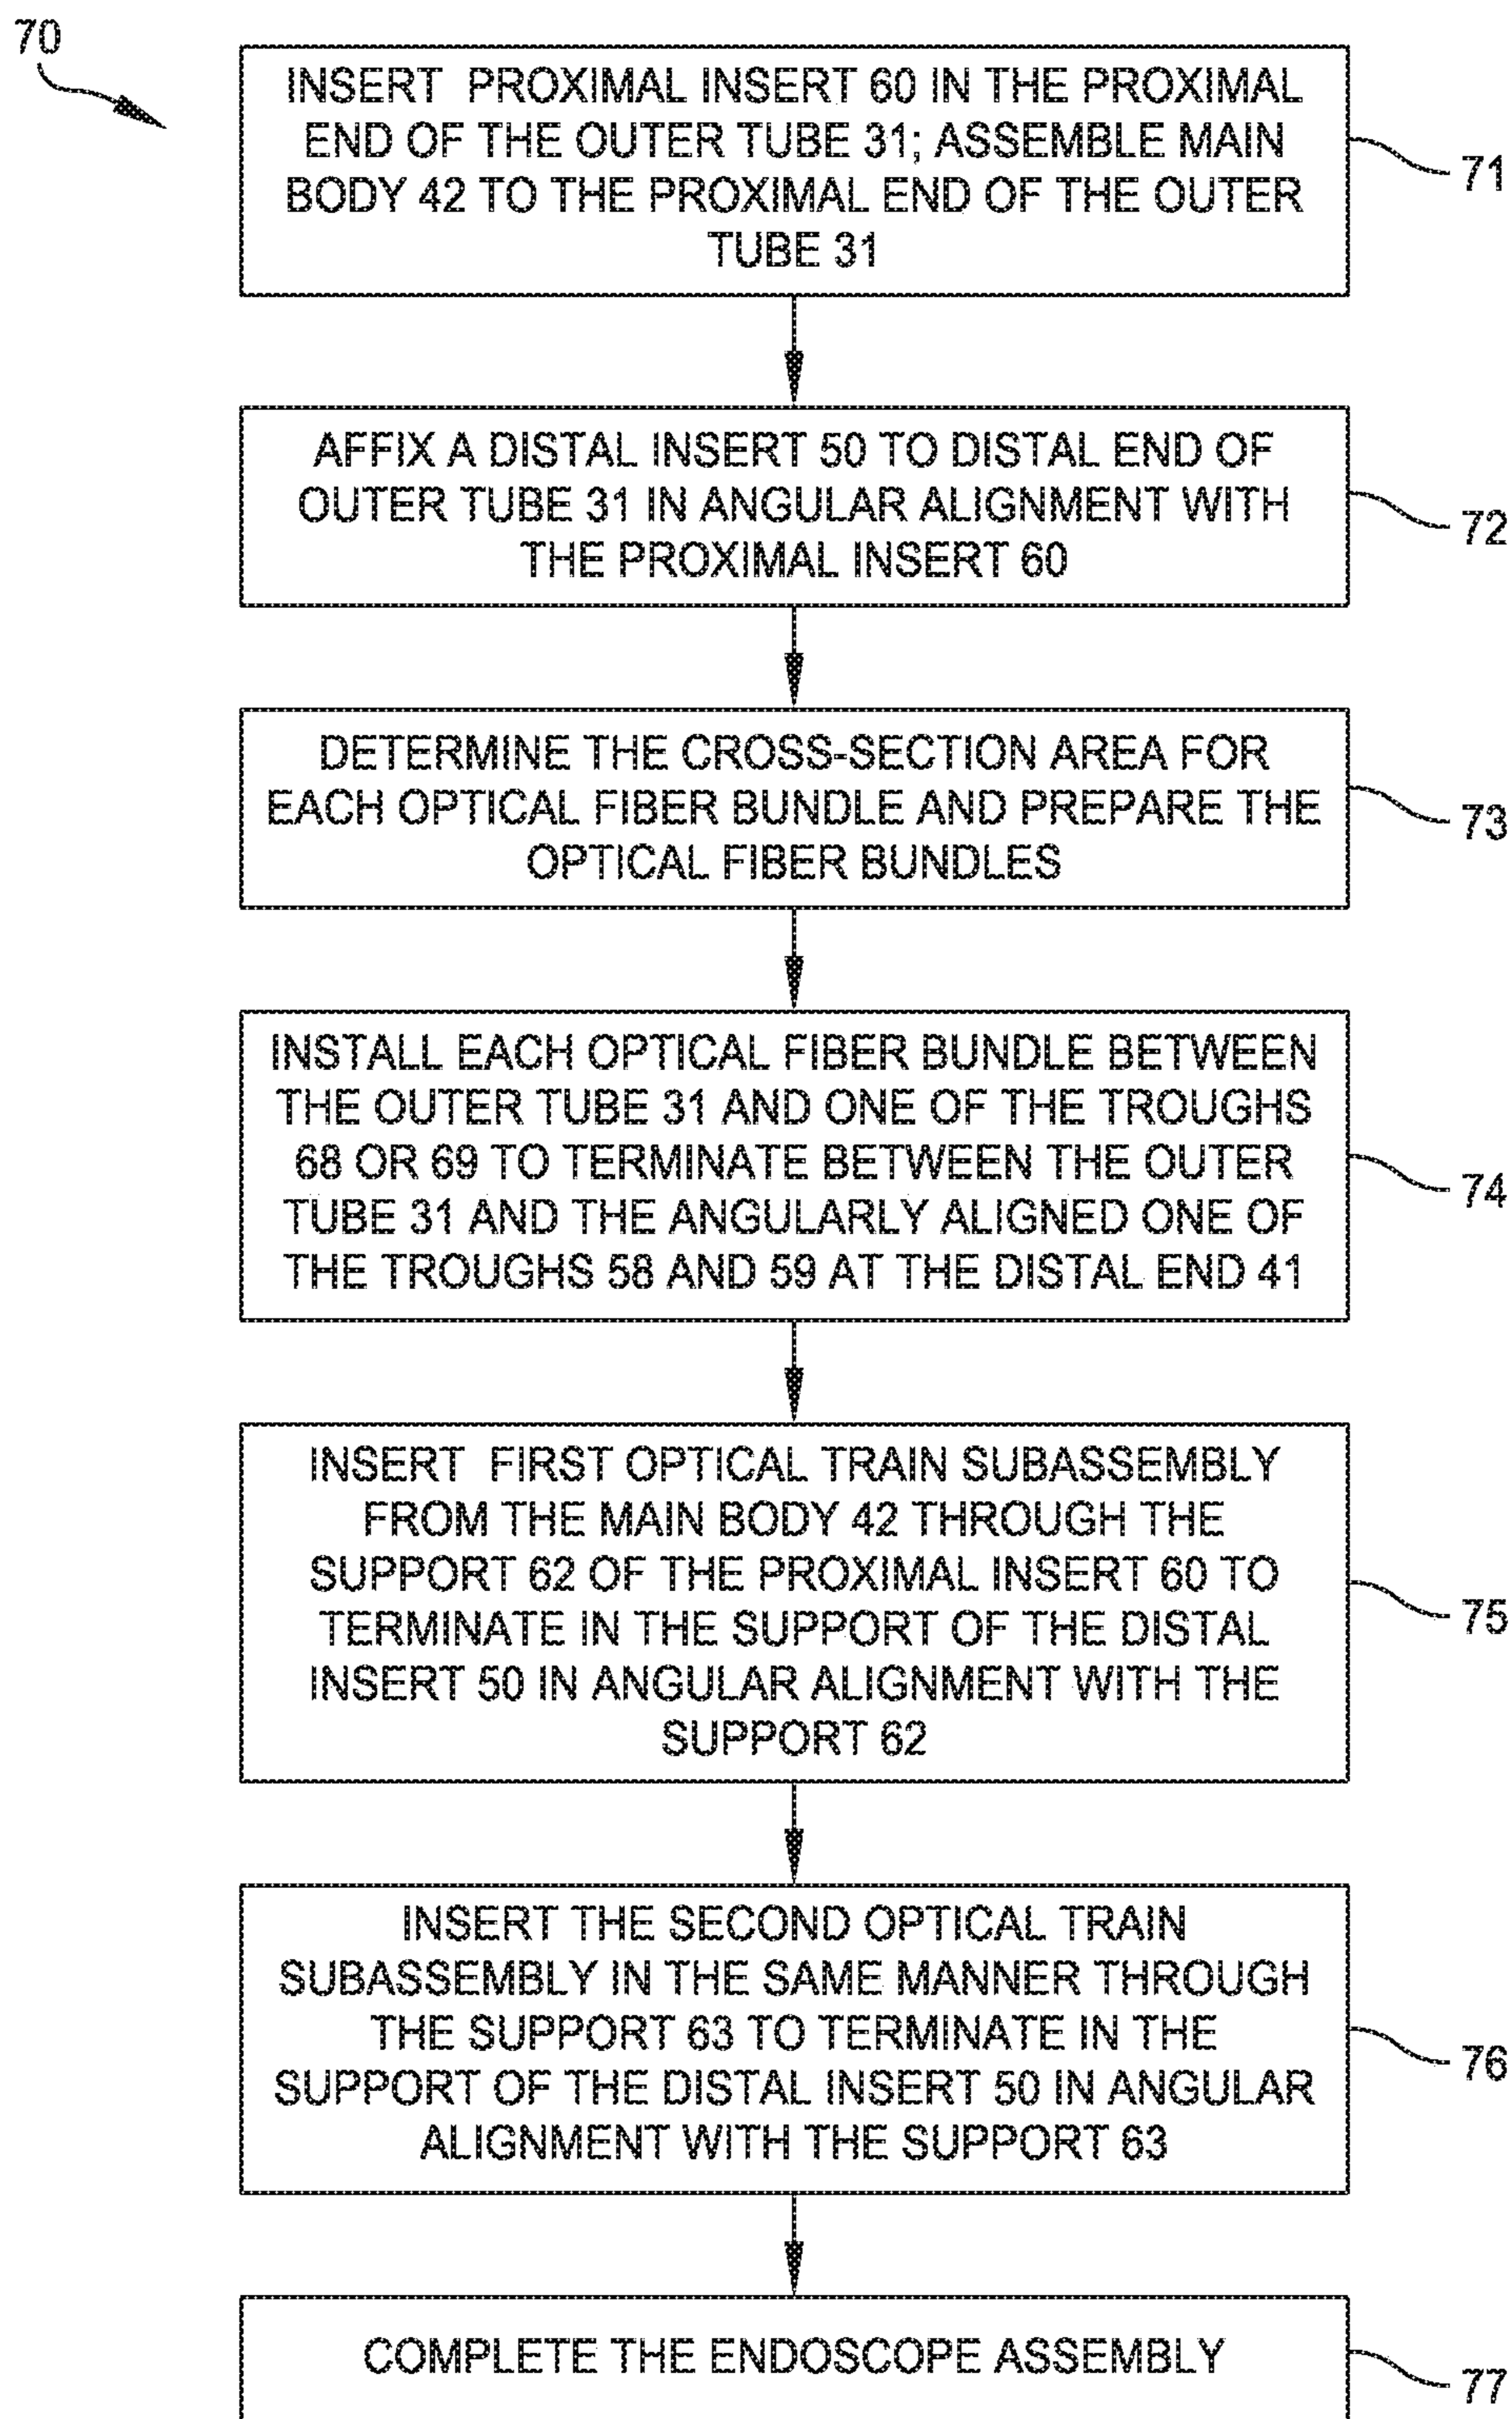 70
INSERT PROXIMAL INSERT 60 IN THE PROXIMAL
END OF THE OUTER TUBE 31; ASSEMBLE MAIN
BODY 42 TO THE PROXIMAL END OF THE OUTER
TUBE 31
71
AFFIX A DISTAL INSERT 50 TO DISTAL END OF
OUTER TUBE 31 IN ANGULAR ALIGNMENT WITH
THE PROXIMAL INSERT 60
72
DETERMINE THE CROSS-SECTION AREA FOR
EACH OPTICAL FIBER BUNDLE AND PREPARE THE
OPTICAL FIBER BUNDLES
73
INSTALL EACH OPTICAL FIBER BUNDLE BETWEEN
THE OUTER TUBE 31 AND ONE OF THE TROUGHS
68 OR 69 TO TERMINATE BETWEEN THE OUTER
TUBE 31 AND THE ANGULARLY ALIGNED ONE OF
THE TROUGHS 58 AND 59 AT THE DISTAL END 41
74
INSERT FIRST OPTICAL TRAIN SUBASSEMBLY
FROM THE MAIN BODY 42 THROUGH THE
SUPPORT 62 OF THE PROXIMAL INSERT 60 TO
TERMINATE IN THE SUPPORT OF THE DISTAL
INSERT 50 IN ANGULAR ALIGNMENT WITH THE
SUPPORT 62
75
INSERT THE SECOND OPTICAL TRAIN
SUBASSEMBLY IN THE SAME MANNER THROUGH
THE SUPPORT 63 TO TERMINATE IN THE
SUPPORT OF THE DISTAL INSERT 50 IN ANGULAR
ALIGNMENT WITH THE SUPPORT 63
76
COMPLETE THE ENDOSCOPE ASSEMBLY
77